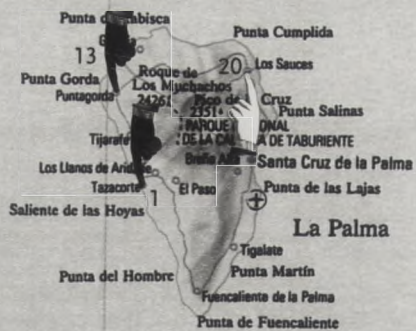 Punta
Punta Cumplida
13
20
Los Sauces
Roque de
Los Muchachos
Punta Gorda
Puntagorda
Pico de
Cruz
2351
Punta Salinas
PARQUE
DE LA
A DE TABURIENTE
Santa Cruz de la Palma
Los Llanos de
El Paso
Tazacorte
1
Punta de las Lajas
Saliente de las Hoyas
La Palma
Tigalate
Punta del Hombre
Punta Martín
Fuencaliente de la Palma
Punta de Fuencaliente